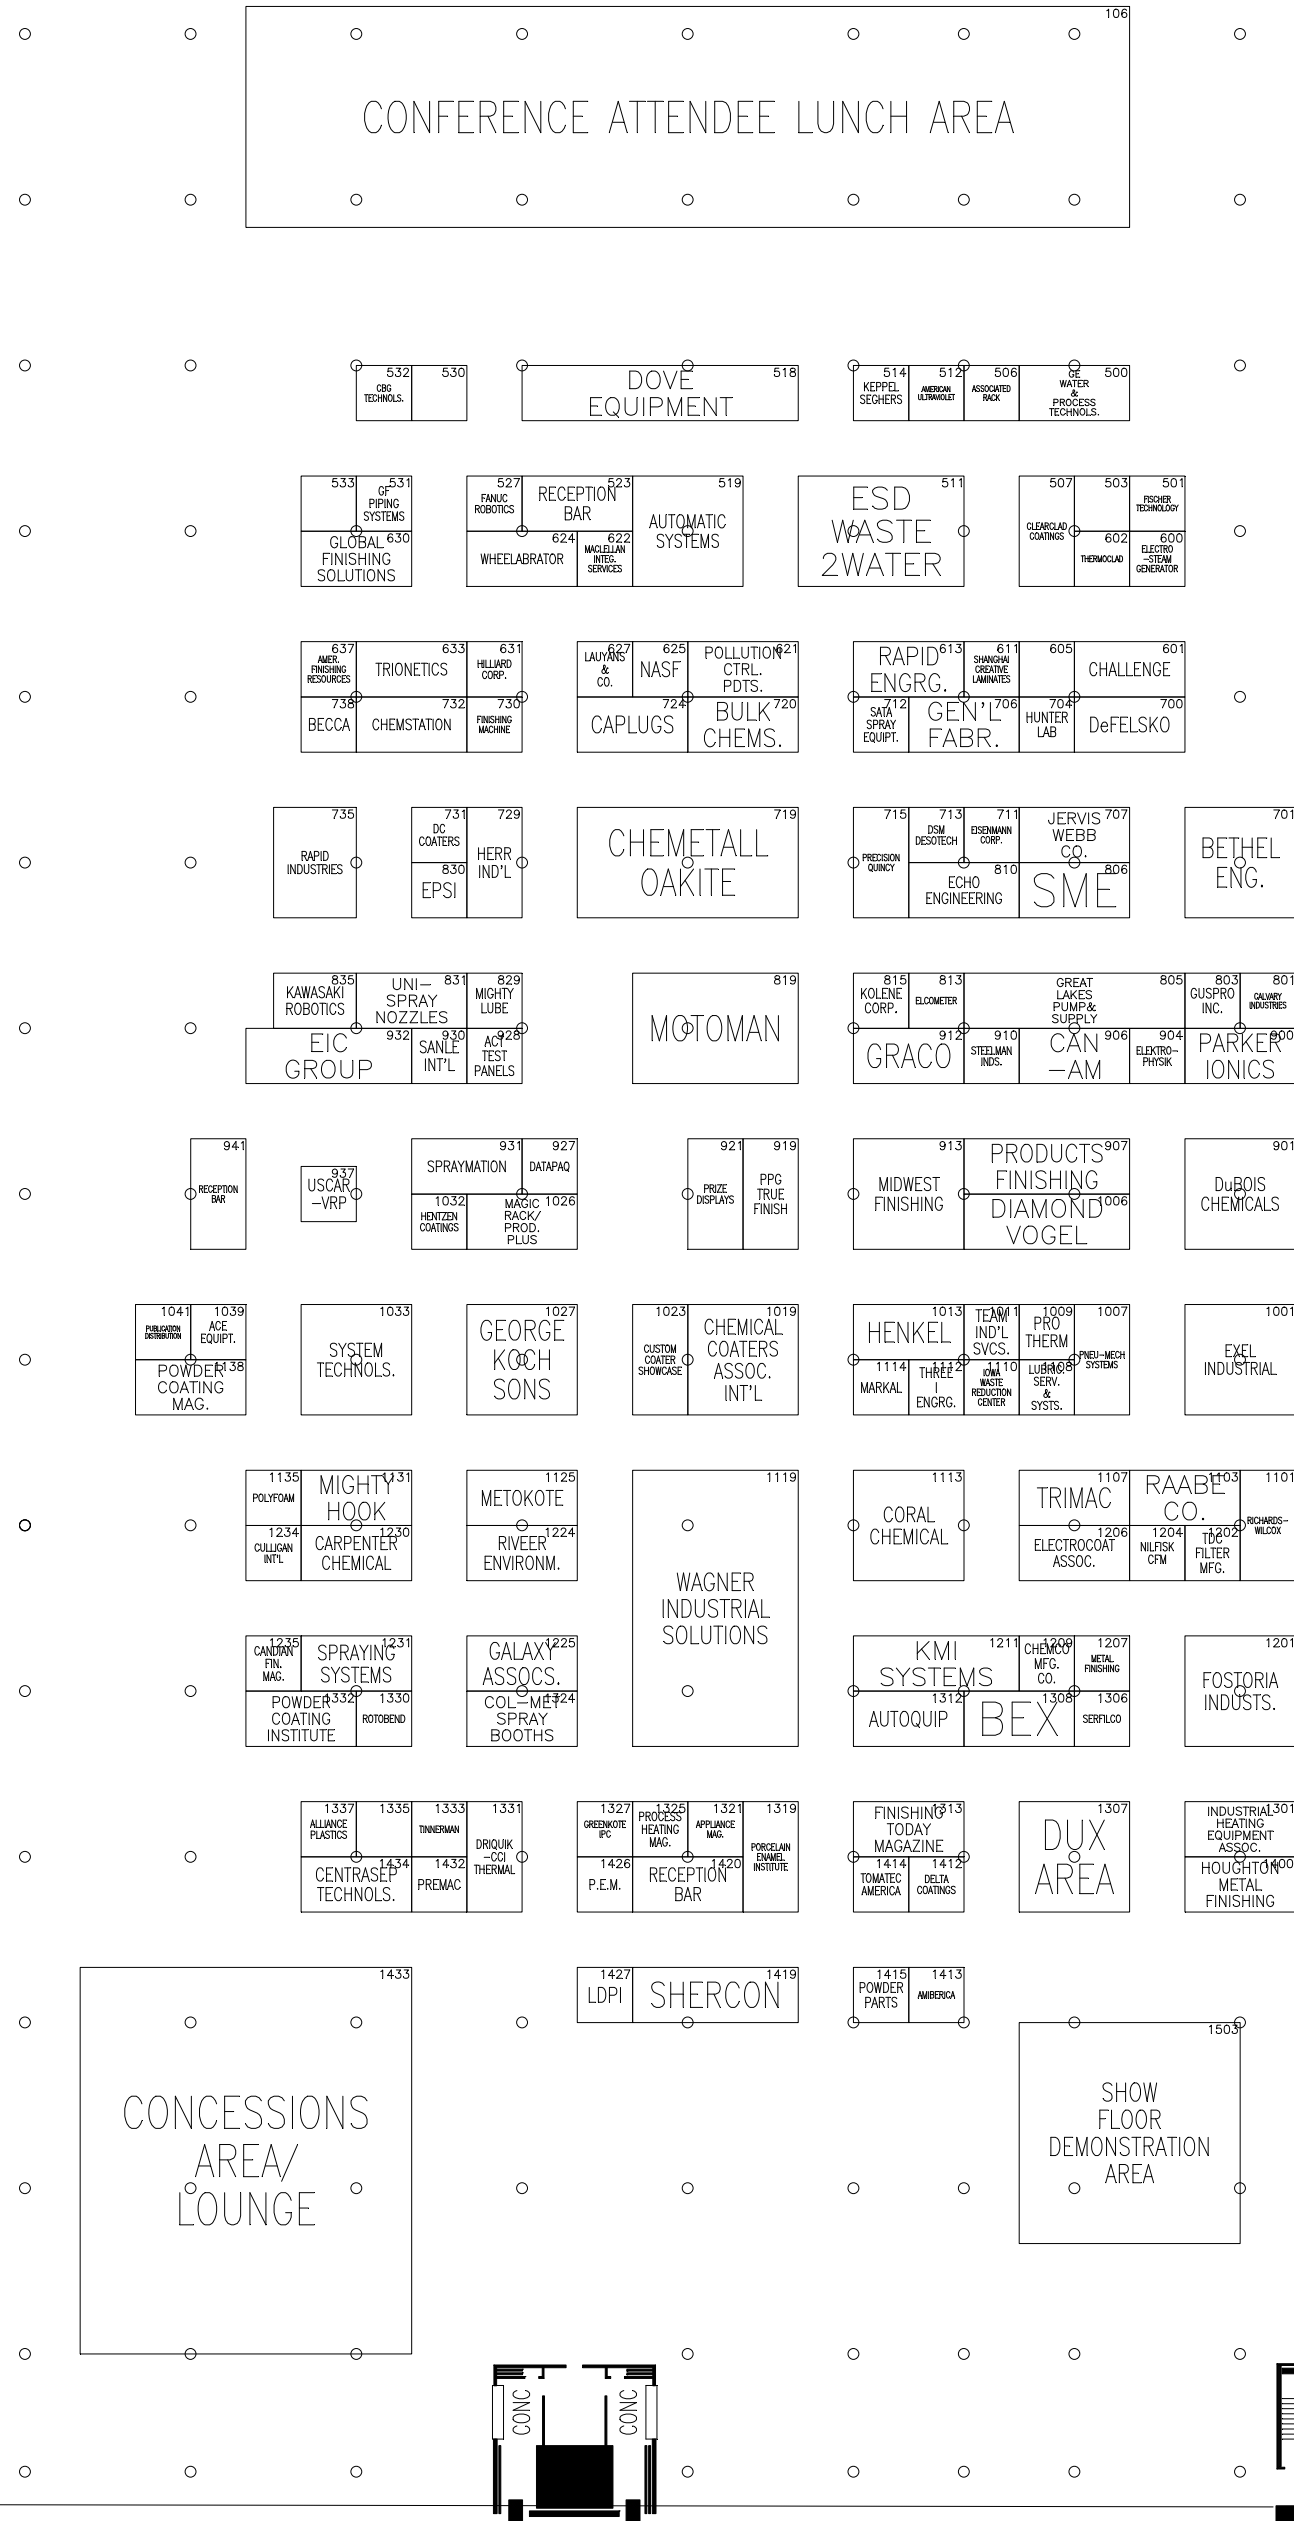 106
CONFERENCE ATTENDEE LUNCH AREA
532
CBG
TECHNOLS.
530
518
DOVE
EQUIPMENT
514
KEPPEL
SEGHERS
512
AMERICAN
ULTRAVIOLET
506
ASSOCIATED
RACK
500
GE
WATER
&
PROCESS
TECHNOLS.
533
531
GF
PIPING
SYSTEMS
630
GLOBAL
FINISHING
SOLUTIONS
527
FANUC
ROBOTICS
523
RECEPTION
BAR
519
AUTOMATIC
SYSTEMS
624
WHEELABRATOR
622
MACLELLAN
INTEG.
SERVICES
511
ESD
WASTE
2WATER
507
CLEARCLAD
COATINGS
503
501
FISCHER
TECHNOLOGY
602
THERMOCLAD
600
ELECTRO
-STEAM
GENERATOR
637
AMER.
FINISHING
RESOURCES
633
TRIONETICS
631
HILLIARD
CORP.
738
BECCA
732
CHEMSTATION
730
FINISHING
MACHINE
627
LAUYANS
&
CO.
625
NASF
621
POLLUTION
CTRL.
PDTS.
724
CAPLUGS
720
BULK
CHEMS.
613
RAPID
ENGRG.
611
SHANGHAI
CREATIVE
LAMINATES
605
601
CHALLENGE
712
SATA
SPRAY
EQUIPT.
706
GEN'L
FABR.
704
HUNTER
LAB
700
DeFELSKO
735
RAPID
INDUSTRIES
731
DC
COATERS
729
HERR
IND'L
830
EPSI
719
CHEMETALL
OAKITE
715
PRECISION
QUINCY
713
DSM
DESOTECH
711
EISENMANN
CORP.
707
JERVIS
WEBB
CO.
810
ECHO
ENGINEERING
806
SME
701
BETHEL
ENG.
835
KAWASAKI
ROBOTICS
831
UNI-
SPRAY
NOZZLES
829
MIGHTY
LUBE
932
EIC
GROUP
930
SANLE
INT'L
928
ACT
TEST
PANELS
819
MOTOMAN
815
KOLENE
CORP.
813
ELCOMETER
805
GREAT
LAKES
PUMP&
SUPPLY
803
GUSPRO
INC.
801
GALVARY
INDUSTRIES
912
GRACO
910
STEELMAN
INDS.
906
CAN
-AM
904
ELEKTRO-
PHYSIK
900
PARKER
IONICS
941
RECEPTION
BAR
937
USCAR
-VRP
931
SPRAYMATION
927
DATAPAQ
1032
HENTZEN
COATINGS
1026
MAGIC
RACK/
PROD.
PLUS
921
PRIZE
DISPLAYS
919
PPG
TRUE
FINISH
913
MIDWEST
FINISHING
907
PRODUCTS
FINISHING
1006
DIAMOND
VOGEL
901
DuBOIS
CHEMICALS
1041
PUBLICATION
DISTRIBUTION
1039
ACE
EQUIPT.
1138
POWDER
COATING
MAG.
1033
SYSTEM
TECHNOLS.
1027
GEORGE
KOCH
SONS
1023
CUSTOM
COATER
SHOWCASE
1019
CHEMICAL
COATERS
ASSOC.
INT'L
1013
HENKEL
1011
TEAM
IND'L
SVCS.
1009
PRO
THERM
1007
PNEU-MECH
SYSTEMS
1114
MARKAL
1112
THREE
I
ENGRG.
1110
IOWA
WASTE
REDUCTION
CENTER
1108
LUBRIC.
SERV.
&
SYSTS.
1001
EXEL
INDUSTRIAL
1135
POLYFOAM
1131
MIGHTY
HOOK
1234
CULLIGAN
INT'L
1230
CARPENTER
CHEMICAL
1125
METOKOTE
1224
RIVEER
ENVIRONM.
1119
WAGNER
INDUSTRIAL
SOLUTIONS
1113
CORAL
CHEMICAL
1107
TRIMAC
1103
RAABE
CO.
1101
RICHARDS-
WILCOX
1206
ELECTROCOAT
ASSOC.
1204
NILFISK
CFM
1202
TDC
FILTER
MFG.
1235
CANDIAN
FIN.
MAG.
1231
SPRAYING
SYSTEMS
1332
POWDER
COATING
INSTITUTE
1330
ROTOBEND
1225
GALAXY
ASSOCS.
1324
COL-MET
SPRAY
BOOTHS
1211
KMI
SYSTEMS
1209
CHEMCO
MFG.
CO.
1207
METAL
FINISHING
1312
AUTOQUIP
1308
BEX
1306
SERFILCO
1201
FOSTORIA
INDUSTS.
1337
ALLIANCE
PLASTICS
1335
1333
TINNERMAN
1331
DRIQUIK
-CCI
THERMAL
1434
CENTRASEP
TECHNOLS.
1432
PREMAC
1327
GREENKOTE
IPC
1325
PROCESS
HEATING
MAG.
1321
APPLIANCE
MAG.
1319
PORCELAIN
ENAMEL
INSTITUTE
1426
P.E.M.
1420
RECEPTION
BAR
1313
FINISHING
TODAY
MAGAZINE
1414
TOMATEC
AMERICA
1412
DELTA
COATINGS
1307
DUX
AREA
1301
INDUSTRIAL
HEATING
EQUIPMENT
ASSOC.
1400
HOUGHTON
METAL
FINISHING
1433
CONCESSIONS
AREA/
LOUNGE
1427
LDPI
1419
SHERCON
1415
POWDER
PARTS
1413
AMIBERICA
1503
SHOW
FLOOR
DEMONSTRATION
AREA
CONC
CONC